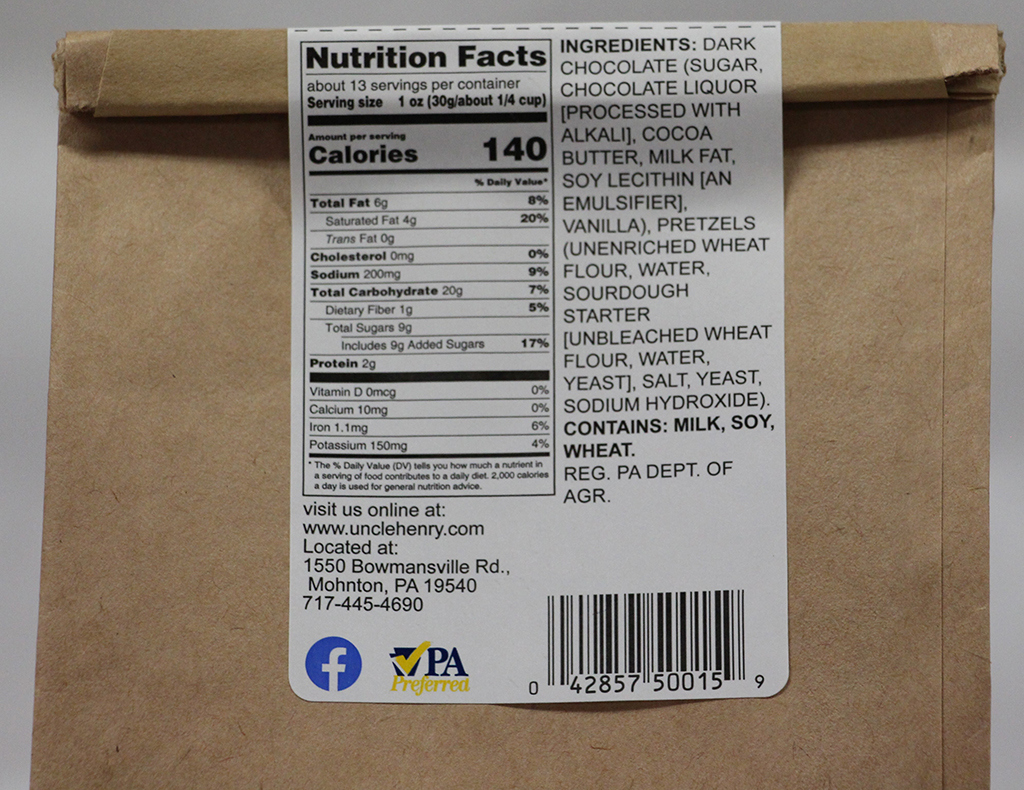 Nutrition Facts
about 13 servings per container
Serving size 1 oz (30g/about 1/4 cup)
Amount per serving
Calories 140
% Daily Value*
Total Fat 6g 8%
Saturated Fat 4g 20%
Trans Fat 0g
Cholesterol 0mg 0%
Sodium 200mg 9%
Total Carbohydrate 20g 7%
Dietary Fiber 1g 5%
Total Sugars 9g
Includes 9g Added Sugars 17%
Protein 2g
Vitamin D 0mcg 0%
Calcium 10mg 0%
Iron 1.1mg 6%
Potassium 150mg 4%
* The % Daily Value (DV) tells you how much a nutrient in
a serving of food contributes to a daily diet. 2,000 calories
a day is used for general nutrition advice.
visit us online at:
www.unclehenry.com
Located at:
1550 Bowmansville Rd.,
Mohnton, PA 19540
717-445-4690
f
PA
Preferred
INGREDIENTS: DARK
CHOCOLATE (SUGAR,
CHOCOLATE LIQUOR
[PROCESSED WITH
ALKALI], COCOA
BUTTER, MILK FAT,
SOY LECITHIN [AN
EMULSIFIER],
VANILLA), PRETZELS
(UNENRICHED WHEAT
FLOUR, WATER,
SOURDOUGH
STARTER
[UNBLEACHED WHEAT
FLOUR, WATER,
YEAST], SALT, YEAST,
SODIUM HYDROXIDE).
CONTAINS: MILK, SOY,
WHEAT.
REG. PA DEPT. OF
AGR.
0 42857 50015 9